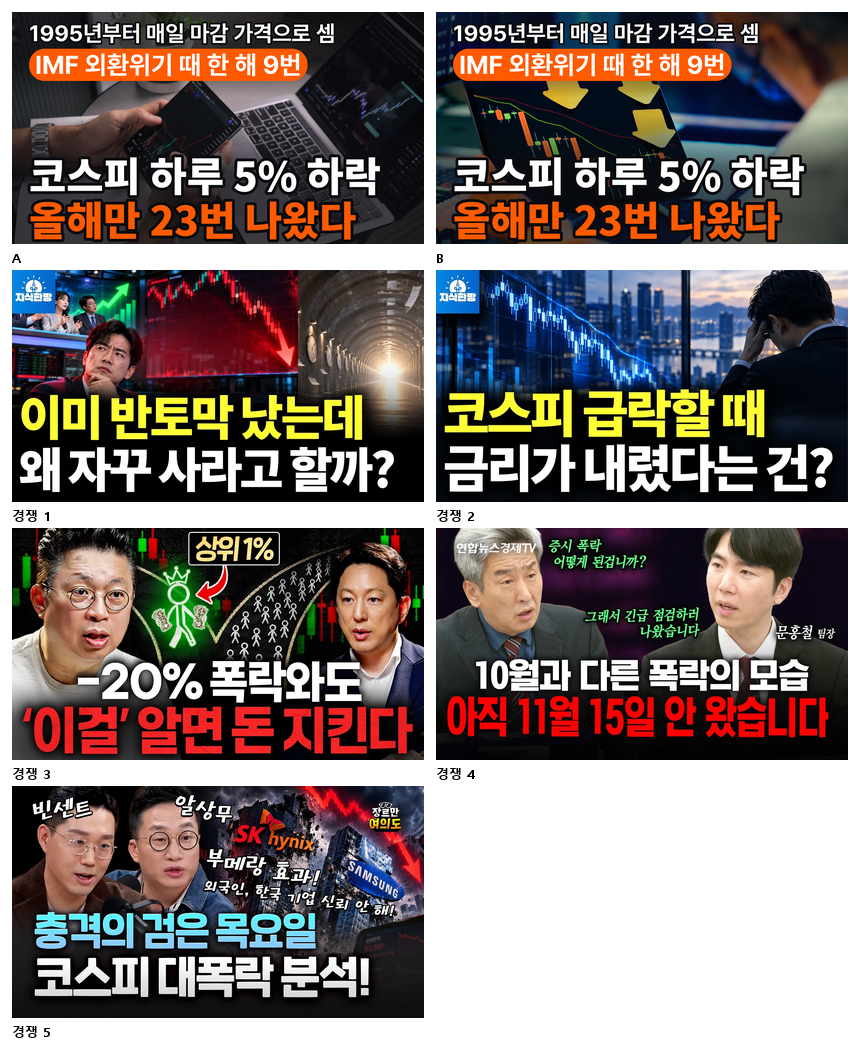 1995년부터 매일 마감 가격으로 셈
IMF 외환위기 때 한 해 9번
코스피 하루 5% 하락
올해만 23번 나왔다
A
1995년부터 매일 마감 가격으로 셈
IMF 외환위기 때 한 해 9번
코스피 하루 5% 하락
올해만 23번 나왔다
B
지식한빵
이미 반토막 났는데
왜 자꾸 사라고 할까?
경쟁 1
지식한빵
코스피 급락할 때
금리가 내렸다는 건?
경쟁 2
상위 1%
-20% 폭락와도
'이걸' 알면 돈 지킨다
경쟁 3
연합뉴스경제TV
증시 폭락
어떻게 된겁니까?
그래서 긴급 점검하러
나왔습니다
문홍철 팀장
10월과 다른 폭락의 모습
아직 11월 15일 안 왔습니다
경쟁 4
빈센트
알상무
장르만
여의도
SK hynix
부메랑 효과!
SAMSUNG
외국인, 한국 기업 신뢰 안 해!
충격의 검은 목요일
코스피 대폭락 분석!
경쟁 5